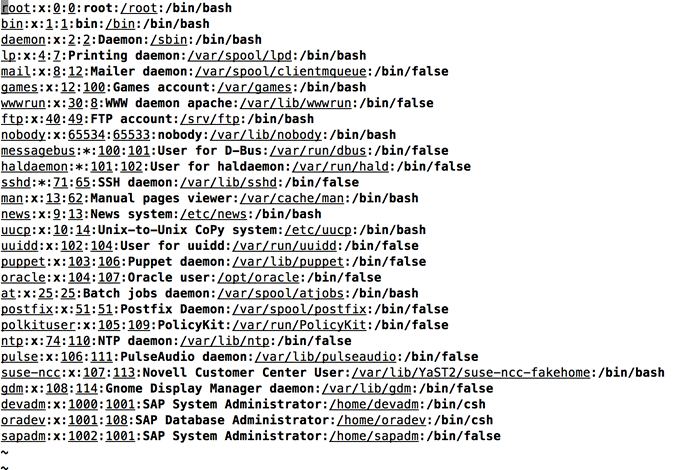 root:x:0:0:root:/root:/bin/bash
bin:x:1:1:bin:/bin:/bin/bash
daemon:x:2:2:Daemon:/sbin:/bin/bash
lp:x:4:7:Printing daemon:/var/spool/lpd:/bin/bash
mail:x:8:12:Mailer daemon:/var/spool/clientmqueue:/bin/false
games:x:12:100:Games account:/var/games:/bin/bash
wwwrun:x:30:8:WWW daemon apache:/var/lib/wwwrun:/bin/false
ftp:x:40:49:FTP account:/srv/ftp:/bin/bash
nobody:x:65534:65533:nobody:/var/lib/nobody:/bin/bash
messagebus:*:100:101:User for D-Bus:/var/run/dbus:/bin/false
haldaemon:*:101:102:User for haldaemon:/var/run/hald:/bin/false
sshd:*:71:65:SSH daemon:/var/lib/sshd:/bin/false
man:x:13:62:Manual pages viewer:/var/cache/man:/bin/bash
news:x:9:13:News system:/etc/news:/bin/bash
uucp:x:10:14:Unix-to-Unix CoPy system:/etc/uucp:/bin/bash
uuidd:x:102:104:User for uuidd:/var/run/uuidd:/bin/false
puppet:x:103:106:Puppet daemon:/var/lib/puppet:/bin/false
oracle:x:104:107:Oracle user:/opt/oracle:/bin/false
at:x:25:25:Batch jobs daemon:/var/spool/atjobs:/bin/bash
postfix:x:51:51:Postfix Daemon:/var/spool/postfix:/bin/false
polkituser:x:105:109:PolicyKit:/var/run/PolicyKit:/bin/false
ntp:x:74:110:NTP daemon:/var/lib/ntp:/bin/false
pulse:x:106:111:PulseAudio daemon:/var/lib/pulseaudio:/bin/false
suse-ncc:x:107:113:Novell Customer Center User:/var/lib/YaST2/suse-ncc-fakehome:/bin/bash
gdm:x:108:114:Gnome Display Manager daemon:/var/lib/gdm:/bin/false
devadm:x:1000:1001:SAP System Administrator:/home/devadm:/bin/csh
oradev:x:1001:108:SAP Database Administrator:/home/oradev:/bin/csh
sapadm:x:1002:1001:SAP System Administrator:/home/sapadm:/bin/false
~
~